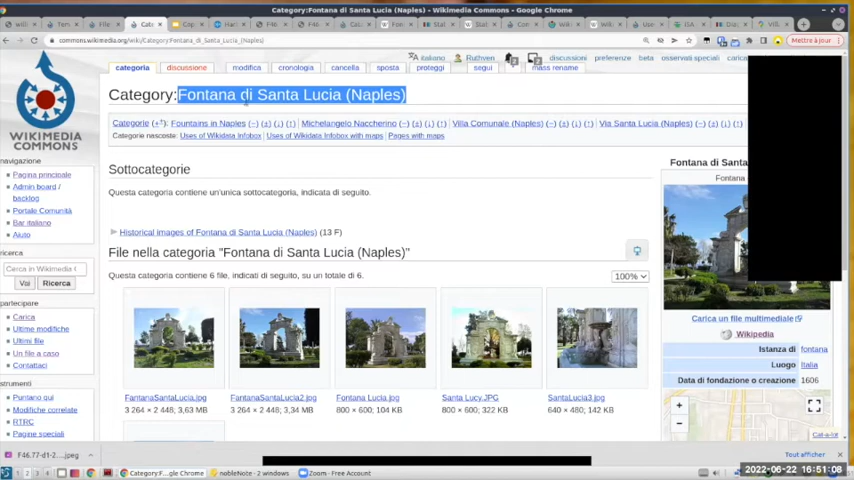 Category:Fontana di Santa Lucia (Naples) - Wikimedia Commons - Google Chrome
commons.wikimedia.org/wiki/Category:Fontana_di_Santa_Lucia_(Naples)
Mettre à jour
italiano Ruthven discussioni preferenze beta osservati speciali
categoria discussione modifica cronologia cancella sposta proteggi segui mass rename
Category:Fontana di Santa Lucia (Naples)
WIKIMEDIA
COMMONS
Categorie (+⁺): Fountains in Naples (−) (±) (↓) (↑) Michelangelo Naccherino (−) (±) (↓) (↑) Villa Comunale (Naples) (−) (±) (↓) (↑) Via Santa Lucia (Naples) (−) (±) (↓) (↑)
Categorie nascoste: Uses of Wikidata Infobox Uses of Wikidata Infobox with maps Pages with maps
navigazione
Pagina principale
Admin board /
backlog
Portale Comunità
Bar italiano
Aiuto
ricerca
Cerca in Wikimedia
Vai Ricerca
partecipare
Carica
Ultime modifiche
Ultimi file
Un file a caso
Contattaci
strumenti
Puntano qui
Modifiche correlate
RTRC
Pagine speciali
Sottocategorie
Questa categoria contiene un'unica sottocategoria, indicata di seguito.
Historical images of Fontana di Santa Lucia (Naples) (13 F)
File nella categoria "Fontana di Santa Lucia (Naples)"
Questa categoria contiene 6 file, indicati di seguito, su un totale di 6.
100%
FantanaSantaLucia.jpg
3 264 × 2 448; 3,63 MB
FantanaSantaLucia2.jpg
3 264 × 2 448; 3,34 MB
Fontana Lucia.jpg
800 × 600; 104 KB
Santa Lucy.JPG
800 × 600; 322 KB
SantaLucia3.jpg
640 × 480; 142 KB
Fontana di Santa
Carica un file multimediale
Wikipedia
Istanza di fontana
Luogo Italia
Data di fondazione o creazione 1606
+
−
Cat-a-lot
F46.77-d1-2....jpeg
Tout afficher
Category:F...gle Chrome
nobleNote - 2 windows
Zoom - Free Account
2022-06-22 16:51:08